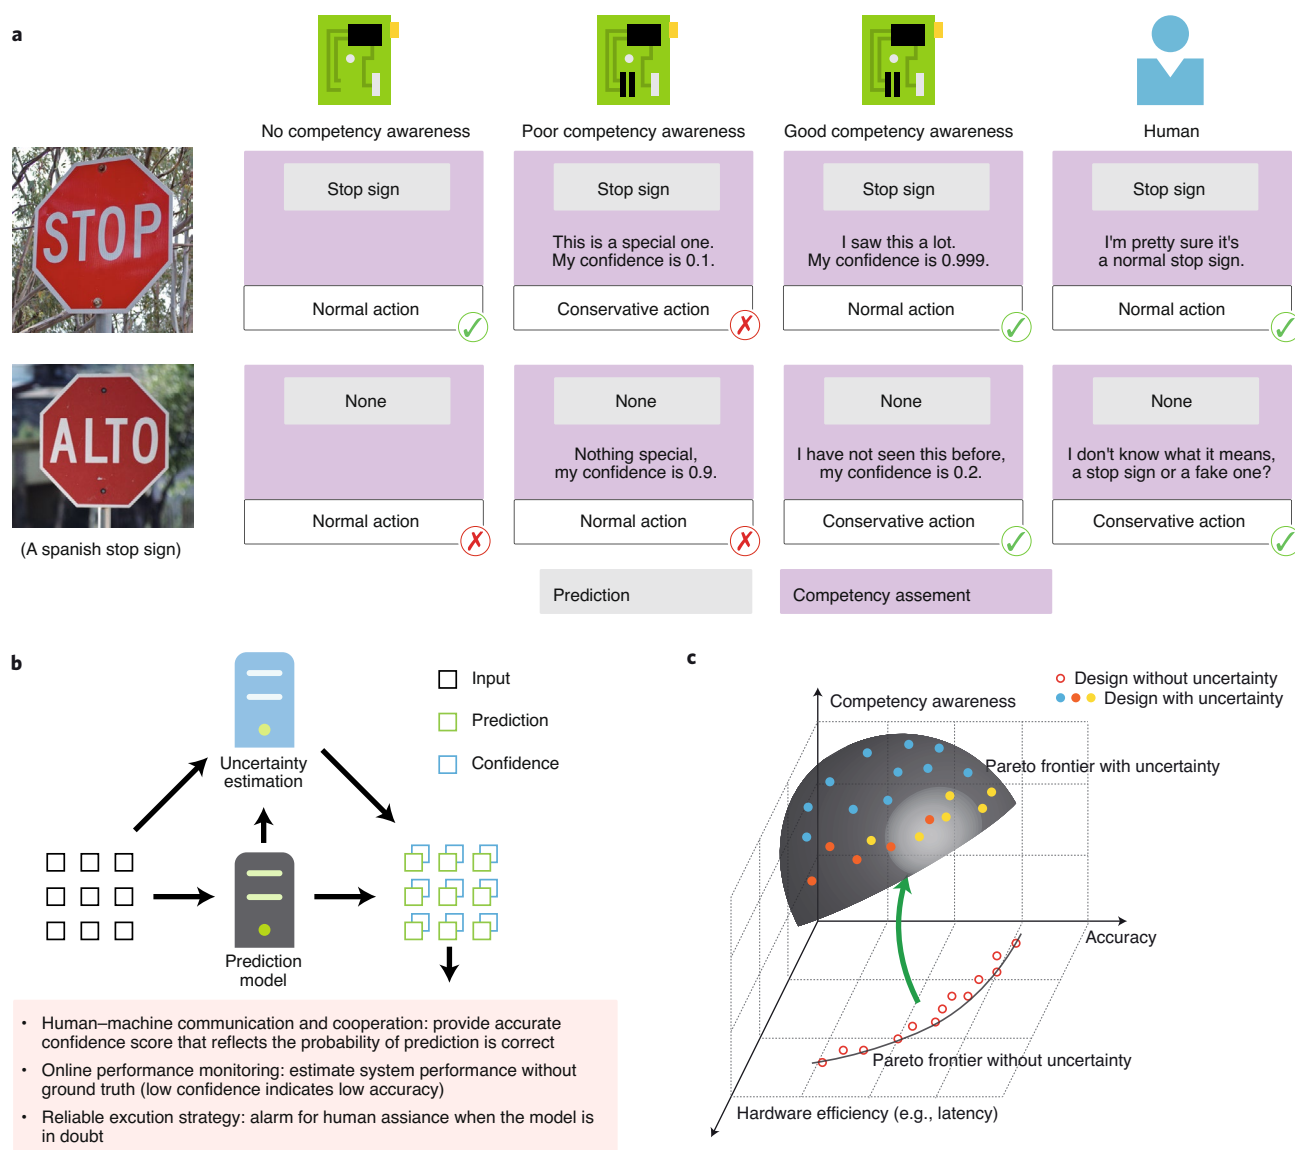 a
No competency awareness
Poor competency awareness
Good competency awareness
Human
STOP
Stop sign
Normal action
Stop sign
This is a special one.
My confidence is 0.1.
Conservative action
Stop sign
I saw this a lot.
My confidence is 0.999.
Normal action
Stop sign
I'm pretty sure it's
a normal stop sign.
Normal action
ALTO
(A spanish stop sign)
None
Normal action
None
Nothing special,
my confidence is 0.9.
Normal action
None
I have not seen this before,
my confidence is 0.2.
Conservative action
None
I don't know what it means,
a stop sign or a fake one?
Conservative action
Prediction
Competency assement
b
Uncertainty
estimation
Prediction
model
Input
Prediction
Confidence
• Human–machine communication and cooperation: provide accurate
confidence score that reflects the probability of prediction is correct
• Online performance monitoring: estimate system performance without
ground truth (low confidence indicates low accuracy)
• Reliable excution strategy: alarm for human assiance when the model is
in doubt
c
Design without uncertainty
Design with uncertainty
Competency awareness
Pareto frontier with uncertainty
Accuracy
Pareto frontier without uncertainty
Hardware efficiency (e.g., latency)